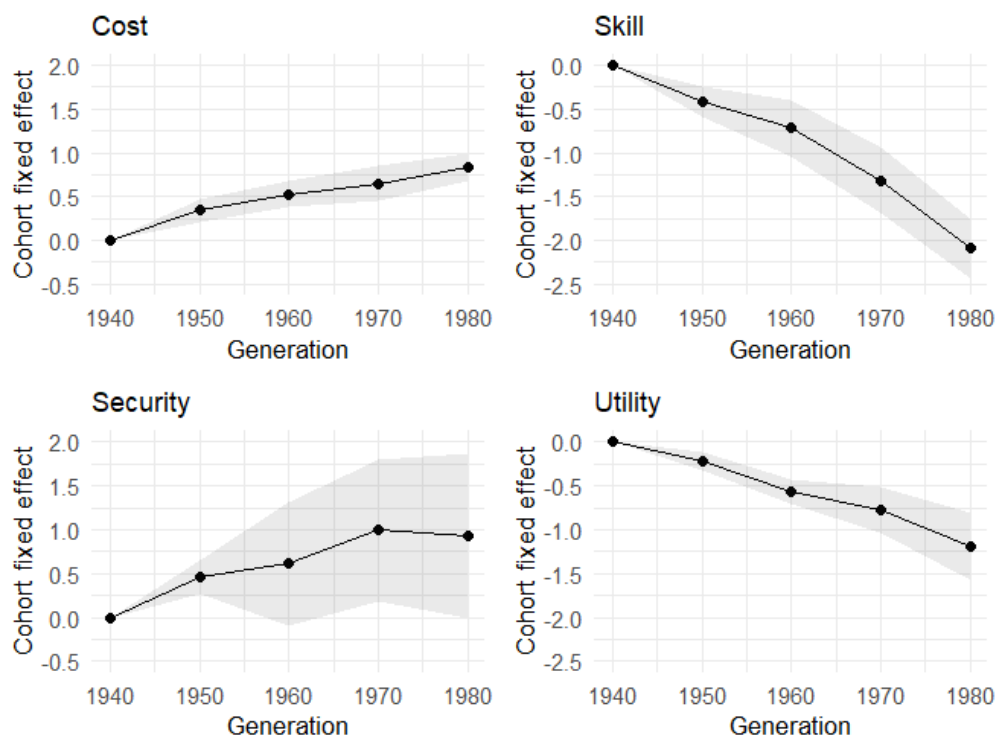 Cost
Cohort fixed effect
2.0
1.5
1.0
0.5
0.0
-0.5
1940 1950 1960 1970 1980
Generation
Skill
Cohort fixed effect
0.0
-0.5
-1.0
-1.5
-2.0
-2.5
1940 1950 1960 1970 1980
Generation
Security
Cohort fixed effect
2.0
1.5
1.0
0.5
0.0
-0.5
1940 1950 1960 1970 1980
Generation
Utility
Cohort fixed effect
0.0
-0.5
-1.0
-1.5
-2.0
-2.5
1940 1950 1960 1970 1980
Generation